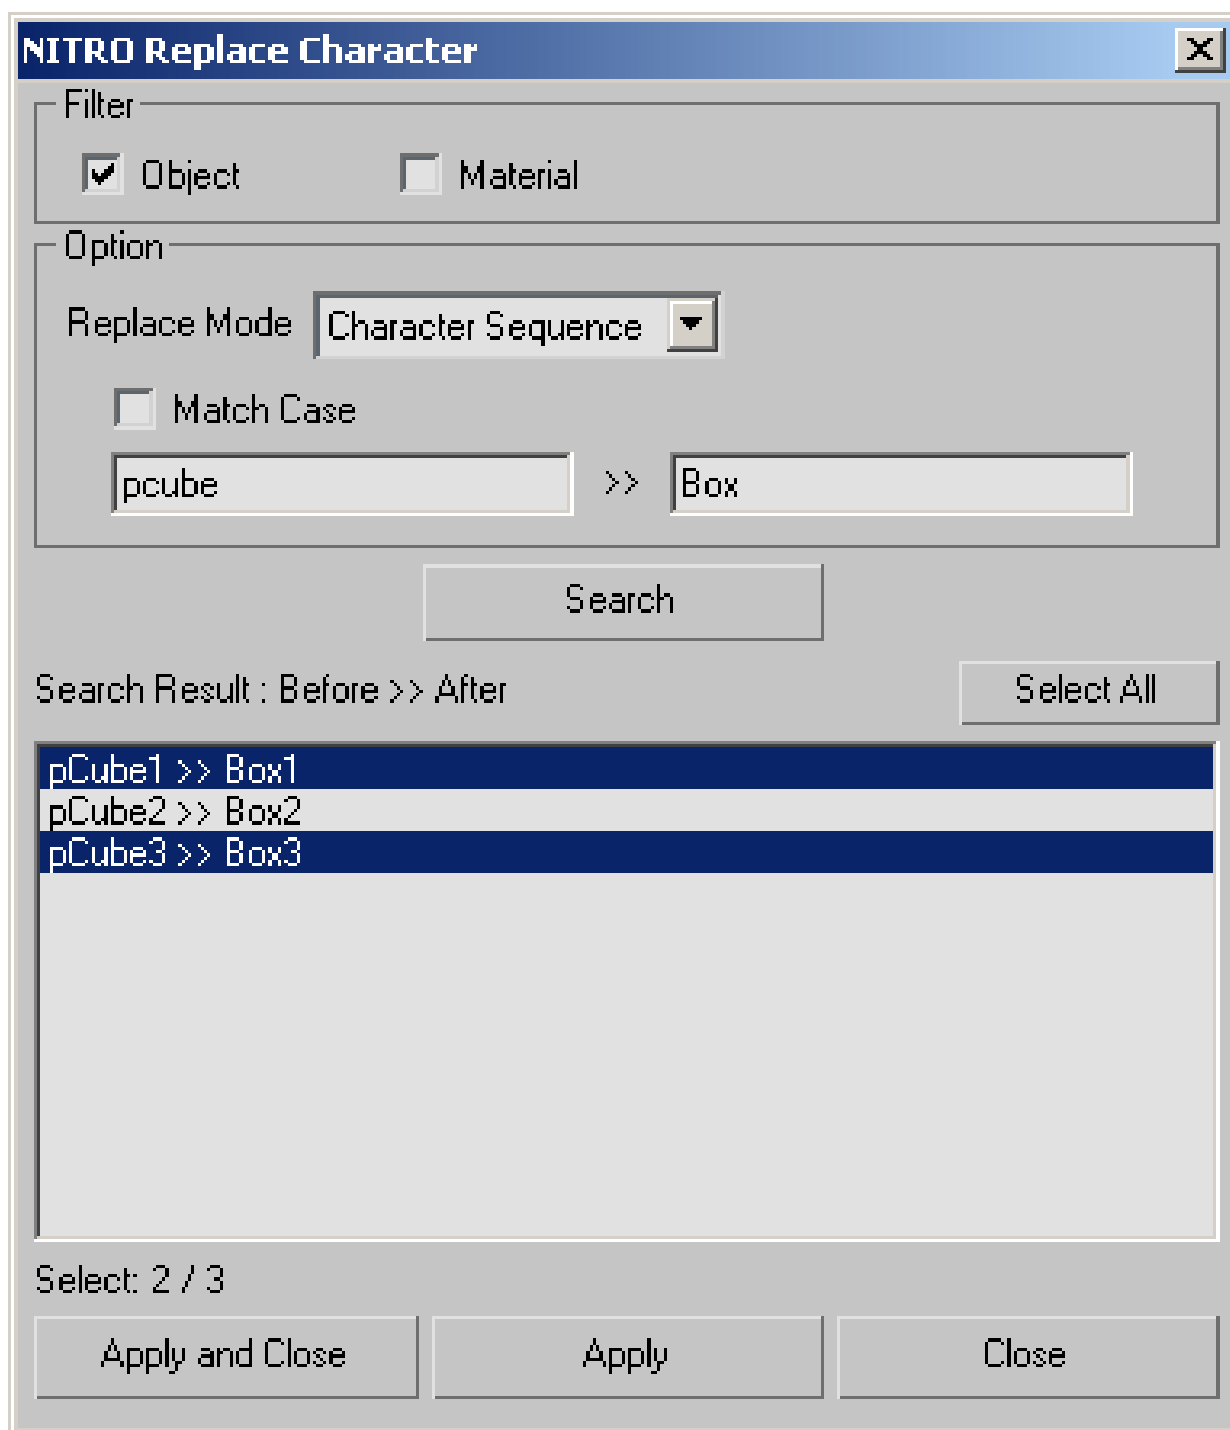 NITRO Replace Character
Filter
Object Material
Option
Replace Mode Character Sequence
Match Case
pcube >> Box
Search
Search Result : Before >> After Select All
pCube1 >> Box1
pCube2 >> Box2
pCube3 >> Box3
Select: 2 / 3
Apply and Close Apply Close